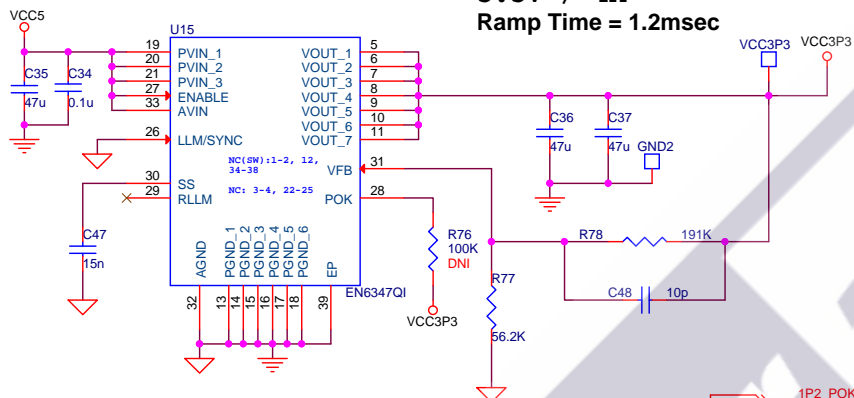 Ramp Time = 1.2msec
VCC5
U15
VCC3P3
VCC3P3
C35
47u
C34
0.1u
19
20
21
27
33
PVIN_1
PVIN_2
PVIN_3
ENABLE
AVIN
VOUT_1
VOUT_2
VOUT_3
VOUT_4
VOUT_5
VOUT_6
VOUT_7
5
6
7
8
9
10
11
C36
47u
C37
47u
GND2
26
LLM/SYNC
NC(SW):1-2, 12,
34-38
NC: 3-4, 22-25
VFB
31
30
29
SS
RLLM
POK
28
C47
15n
R76
100K
DNI
R78
191K
C48
10p
R77
56.2K
AGND
PGND_1
PGND_2
PGND_3
PGND_4
PGND_5
PGND_6
EP
EN6347QI
32
13
14
15
16
17
18
39
VCC3P3
1P2_POK